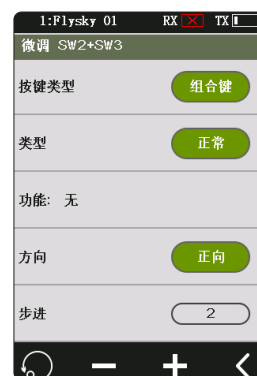 1:Flysky 01 RX TX
微调 SW2+SW3
按键类型 组合键
类型 正常
功能: 无
方向 正向
步进 2